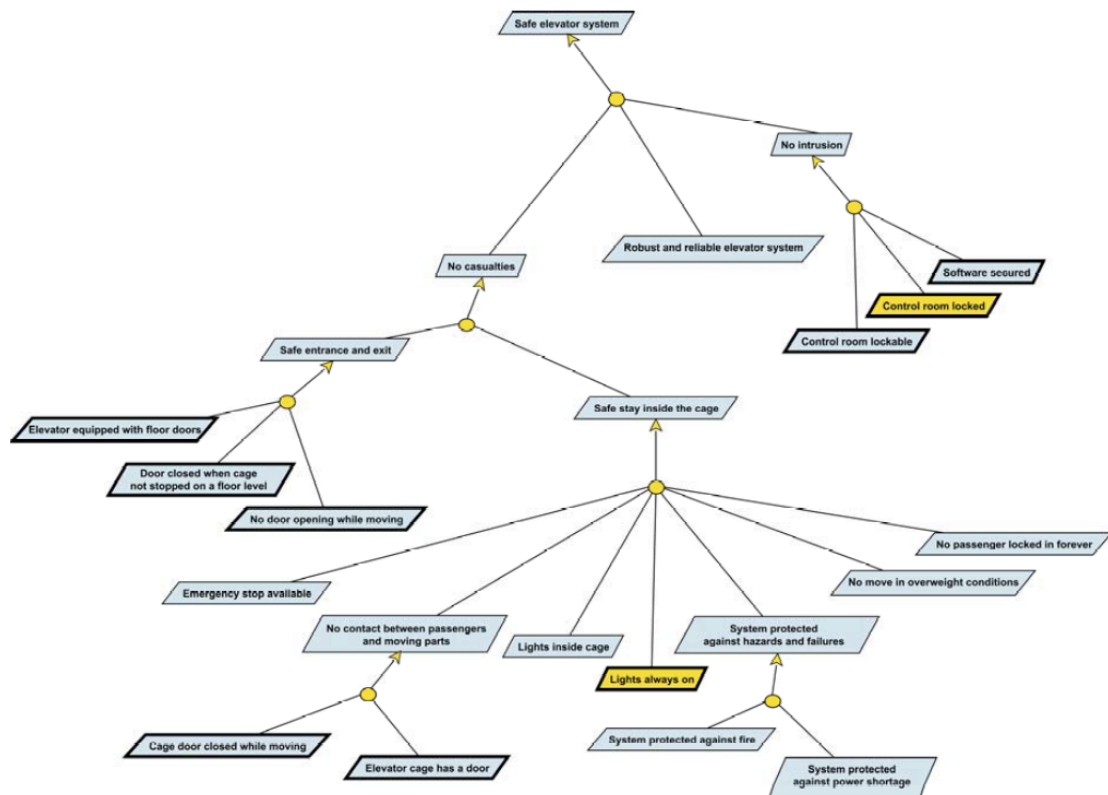 Safe elevator system
No intrusion
Robust and reliable elevator system
No casualties
Software secured
Control room locked
Control room lockable
Safe entrance and exit
Safe stay inside the cage
Elevator equipped with floor doors
Door closed when cage
not stopped on a floor level
No door opening while moving
No passenger locked in forever
No move in overweight conditions
Emergency stop available
No contact between passengers
and moving parts
Lights inside cage
System protected
against hazards and failures
Lights always on
Cage door closed while moving
Elevator cage has a door
System protected against fire
System protected
against power shortage